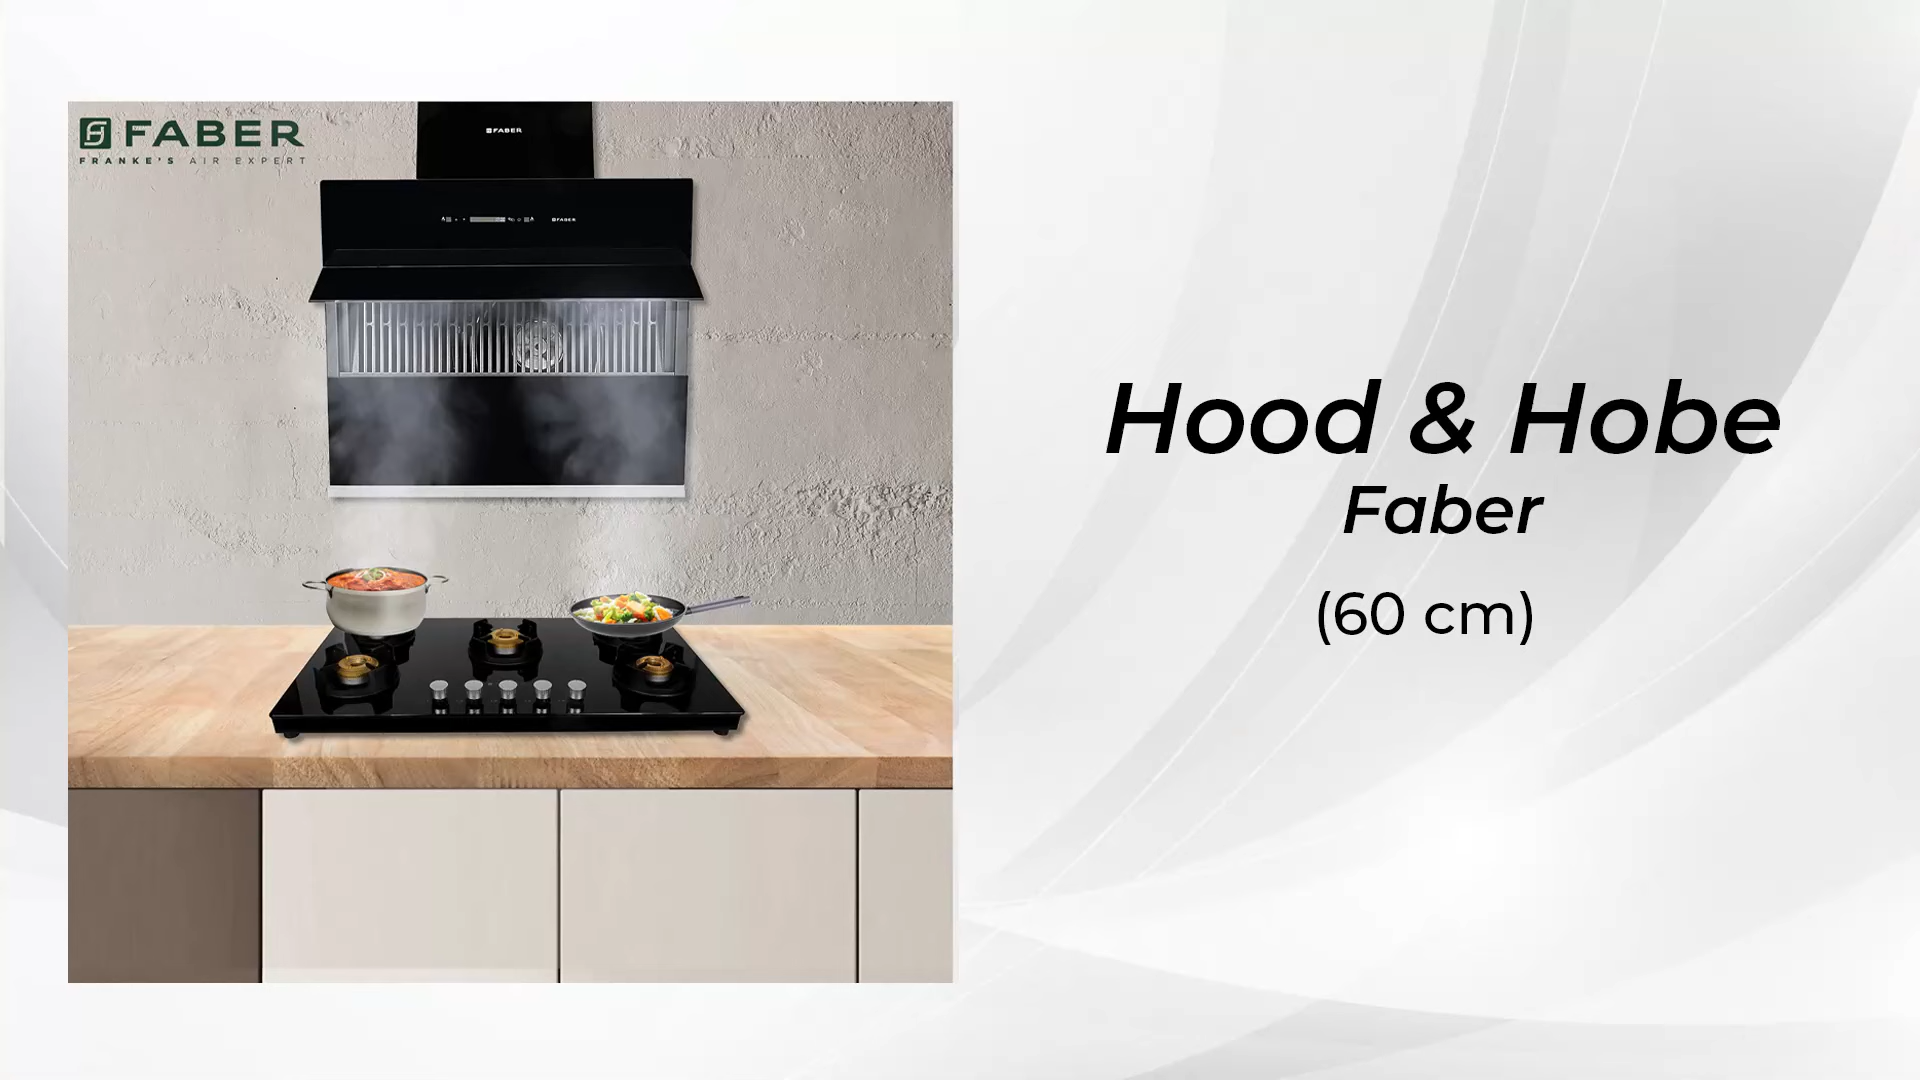 FABER
FRANKE'S AIR EXPERT
FABER
FABER
Hood & Hobe
Faber
(60 cm)